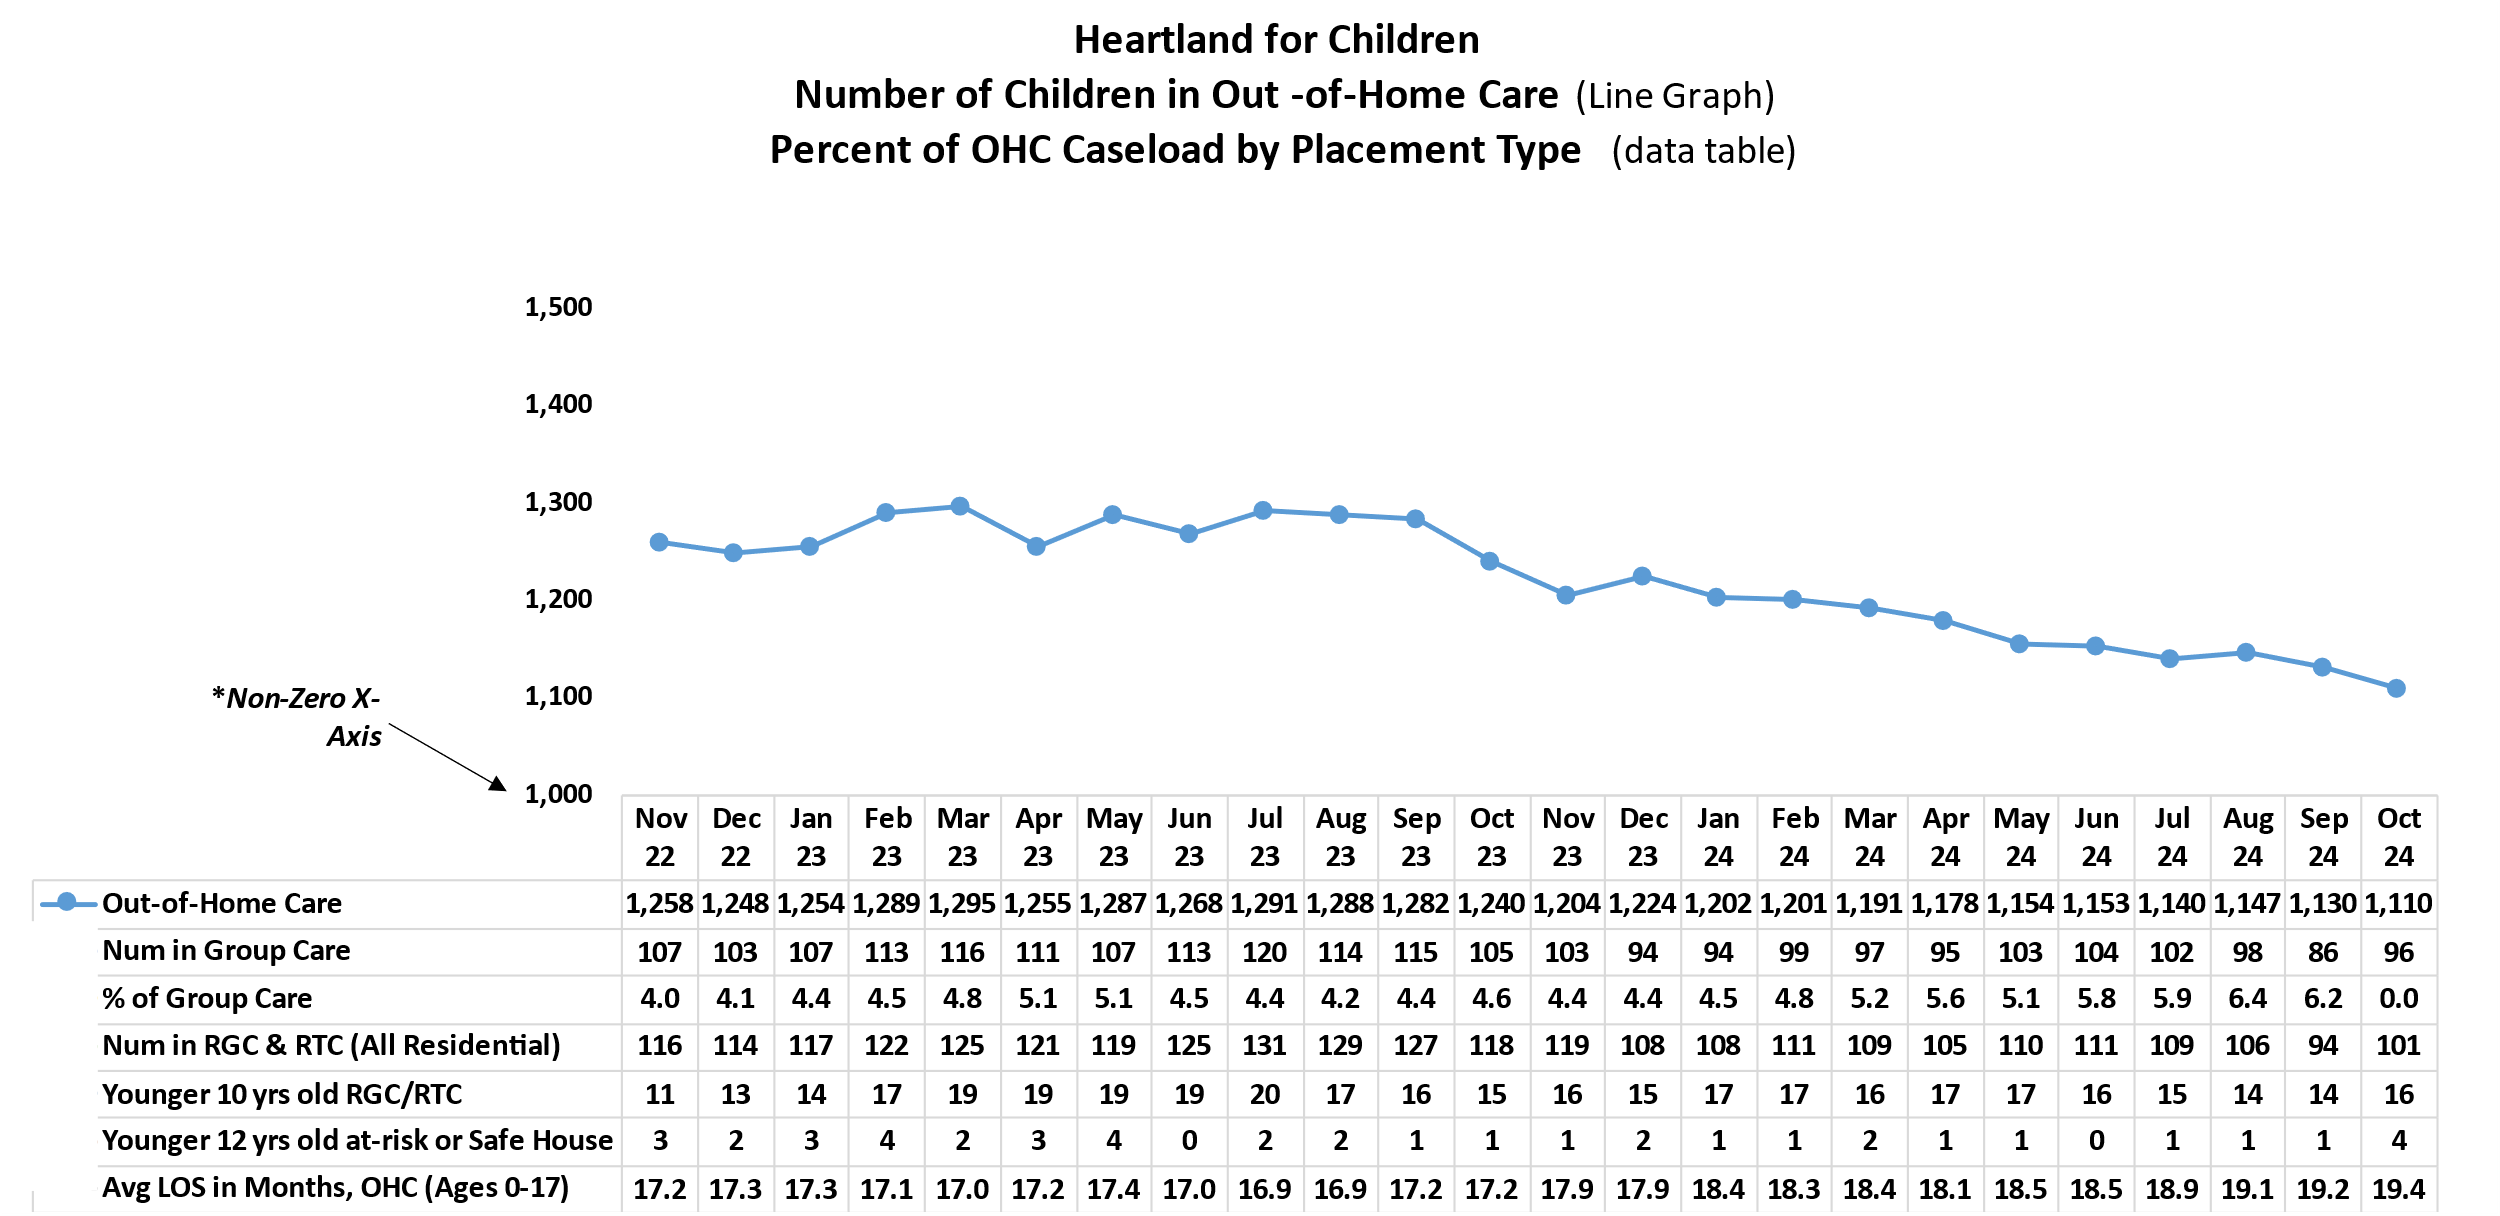 Heartland for Children
Number of Children in Out -of-Home Care (Line Graph)
Percent of OHC Caseload by Placement Type (data table)
1,500
1,400
1,300
1,200
1,100
1,000
*Non-Zero X-
Axis
Nov Dec Jan Feb Mar Apr May Jun Jul Aug Sep Oct Nov Dec Jan Feb Mar Apr May Jun Jul Aug Sep Oct
22 22 23 23 23 23 23 23 23 23 23 23 23 23 24 24 24 24 24 24 24 24 24 24
Out-of-Home Care 1,258 1,248 1,254 1,289 1,295 1,255 1,287 1,268 1,291 1,288 1,282 1,240 1,204 1,224 1,202 1,201 1,191 1,178 1,154 1,153 1,140 1,147 1,130 1,110
Num in Group Care 107 103 107 113 116 111 107 113 120 114 115 105 103 94 94 99 97 95 103 104 102 98 86 96
% of Group Care 4.0 4.1 4.4 4.5 4.8 5.1 5.1 4.5 4.4 4.2 4.4 4.6 4.4 4.4 4.5 4.8 5.2 5.6 5.1 5.8 5.9 6.4 6.2 0.0
Num in RGC & RTC (All Residential) 116 114 117 122 125 121 119 125 131 129 127 118 119 108 108 111 109 105 110 111 109 106 94 101
Younger 10 yrs old RGC/RTC 11 13 14 17 19 19 19 19 20 17 16 15 16 15 17 17 16 17 17 16 15 14 14 16
Younger 12 yrs old at-risk or Safe House 3 2 3 4 2 3 4 0 2 2 1 1 1 2 1 1 2 1 1 0 1 1 1 4
Avg LOS in Months, OHC (Ages 0-17) 17.2 17.3 17.3 17.1 17.0 17.2 17.4 17.0 16.9 16.9 17.2 17.2 17.9 17.9 18.4 18.3 18.4 18.1 18.5 18.5 18.9 19.1 19.2 19.4